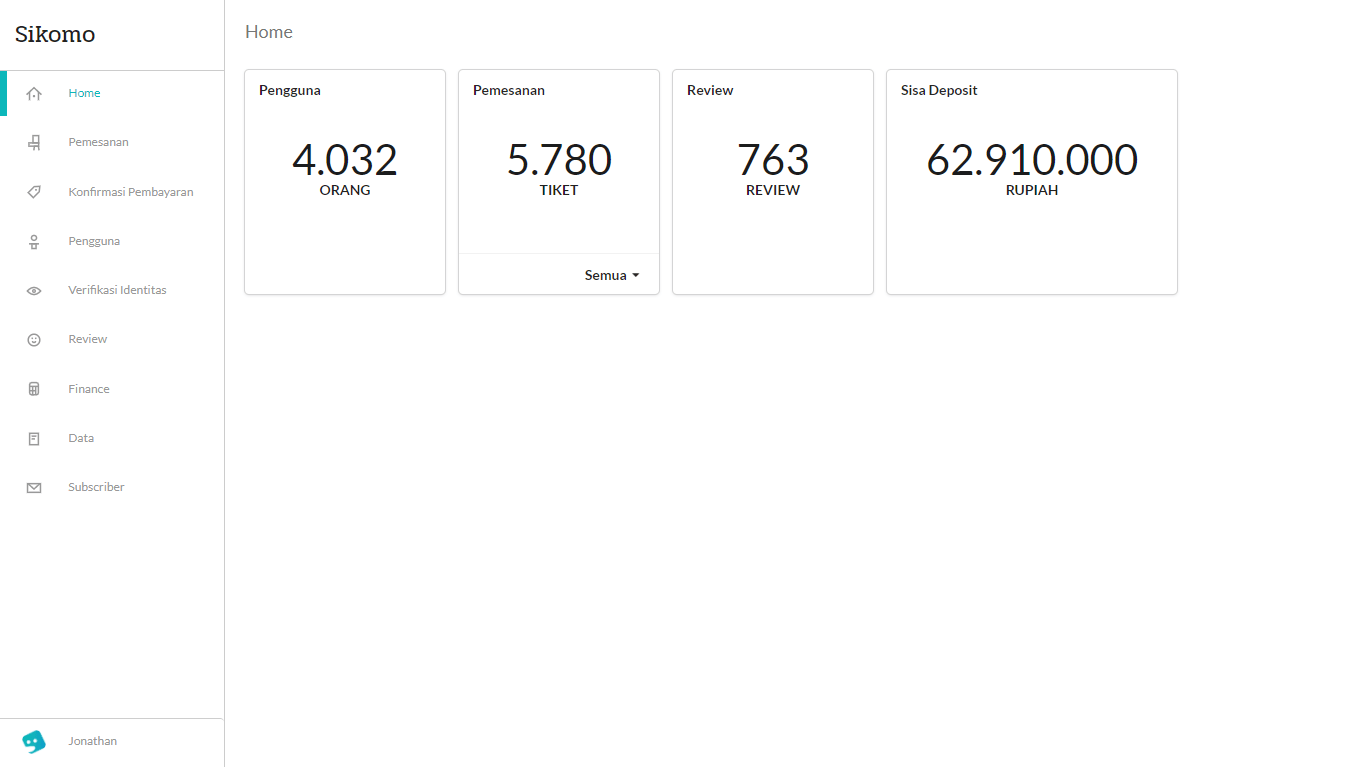 Sikomo
Home
Pemesanan
Konfirmasi Pembayaran
Pengguna
Verifikasi Identitas
Review
Finance
Data
Subscriber
Jonathan
Home
Pengguna
4.032
ORANG
Pemesanan
5.780
TIKET
Semua
Review
763
REVIEW
Sisa Deposit
62.910.000
RUPIAH